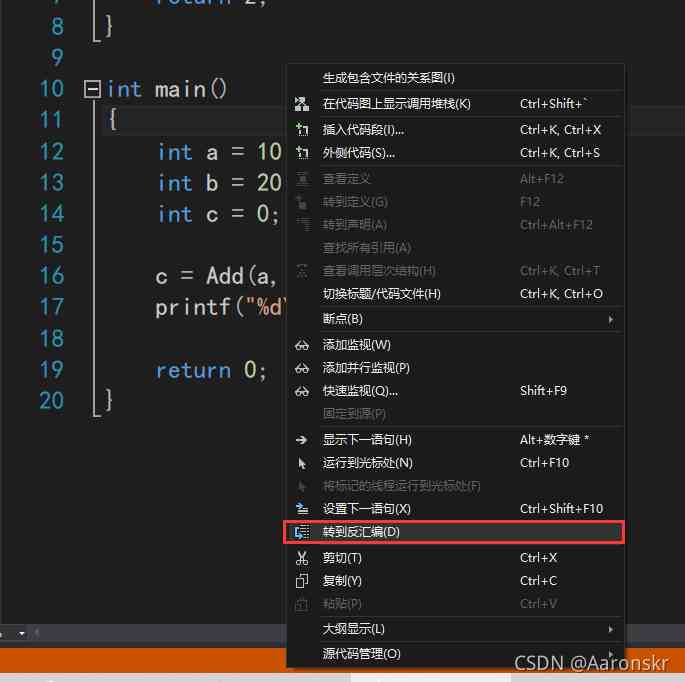 7 return z;
8 }
9
10 int main()
11 {
12 int a = 10
13 int b = 20
14 int c = 0;
15
16 c = Add(a,
17 printf("%d\
18
19 return 0;
20 }
生成包含文件的关系图(I)
在代码图上显示调用堆栈(K) Ctrl+Shift+`
插入代码段(I)... Ctrl+K, Ctrl+X
外侧代码(S)... Ctrl+K, Ctrl+S
查看定义 Alt+F12
转到定义(G) F12
转到声明(A) Ctrl+Alt+F12
查找所有引用(A)
查看调用层次结构(H) Ctrl+K, Ctrl+T
切换标题/代码文件(H) Ctrl+K, Ctrl+O
断点(B)
添加监视(W)
添加并行监视(P)
快速监视(Q)... Shift+F9
固定到源(P)
显示下一语句(H) Alt+数字键 *
运行到光标处(N) Ctrl+F10
将标记的线程运行到光标处(F)
设置下一语句(X) Ctrl+Shift+F10
转到反汇编(D)
剪切(T) Ctrl+X
复制(Y) Ctrl+C
粘贴(P) Ctrl+V
大纲显示(L)
源代码管理(O)
CSDN @Aaronskr